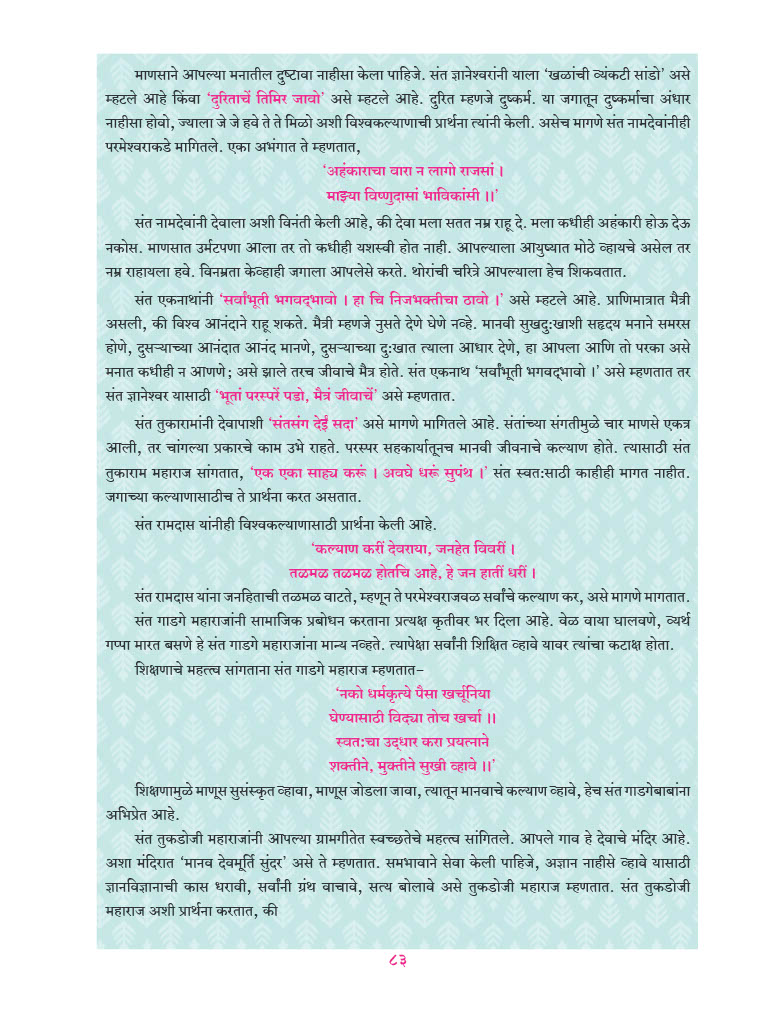 माणसाने आपल्या मनातील दुष्टावा नाहीसा केला पाहिजे. संत ज्ञानेश्वरांनी याला ‘खळांची व्यंकटी सांडो’ असे
म्हटले आहे किंवा ‘दुरिताचें तिमिर जावो’ असे म्हटले आहे. दुरित म्हणजे दुष्कर्म. या जगातून दुष्कर्माचा अंधार
नाहीसा होवो, ज्याला जे जे हवे ते ते मिळो अशी विश्वकल्याणाची प्रार्थना त्यांनी केली. असेच मागणे संत नामदेवांनीही
परमेश्वराकडे मागितले. एका अभंगात ते म्हणतात,
‘अहंकाराचा वारा न लागो राजसां ।
माझ्या विष्णुदासां भाविकांसी ।।’
संत नामदेवांनी देवाला अशी विनंती केली आहे, की देवा मला सतत नम्र राहू दे. मला कधीही अहंकारी होऊ देऊ
नकोस. माणसात उर्मटपणा आला तर तो कधीही यशस्वी होत नाही. आपल्याला आयुष्यात मोठे व्हायचे असेल तर
नम्र राहायला हवे. विनम्रता केव्हाही जगाला आपलेसे करते. थोरांची चरित्रे आपल्याला हेच शिकवतात.
संत एकनाथांनी ‘सर्वांभूती भगवद्‌भावो । हा चि निजभक्तीचा ठावो ।’ असे म्हटले आहे. प्राणिमात्रात मैत्री
असली, की विश्व आनंदाने राहू शकते. मैत्री म्हणजे नुसते देणे घेणे नव्हे. मानवी सुखदुःखाशी सहृदय मनाने समरस
होणे, दुसऱ्याच्या आनंदात आनंद मानणे, दुसऱ्याच्या दुःखात त्याला आधार देणे, हा आपला आणि तो परका असे
मनात कधीही न आणणे; असे झाले तरच जीवाचे मैत्र होते. संत एकनाथ ‘सर्वांभूती भगवद्‌भावो ।’ असे म्हणतात तर
संत ज्ञानेश्वर यासाठी ‘भूतां परस्परें पडो, मैत्रं जीवाचें’ असे म्हणतात.
संत तुकारामांनी देवापाशी ‘संतसंग देईं सदा’ असे मागणे मागितले आहे. संतांच्या संगतीमुळे चार माणसे एकत्र
आली, तर चांगल्या प्रकारचे काम उभे राहते. परस्पर सहकार्यातूनच मानवी जीवनाचे कल्याण होते. त्यासाठी संत
तुकाराम महाराज सांगतात, ‘एक एका साह्य करूं । अवघे धरूं सुपंथ ।’ संत स्वत:साठी काहीही मागत नाहीत.
जगाच्या कल्याणासाठीच ते प्रार्थना करत असतात.
संत रामदास यांनीही विश्वकल्याणासाठी प्रार्थना केली आहे.
‘कल्याण करीं देवराया, जनहेत विवरीं ।
तळमळ तळमळ होतचि आहे, हे जन हातीं धरीं ।
संत रामदास यांना जनहिताची तळमळ वाटते, म्हणून ते परमेश्वराजवळ सर्वांचे कल्याण कर, असे मागणे मागतात.
संत गाडगे महाराजांनी सामाजिक प्रबोधन करताना प्रत्यक्ष कृतीवर भर दिला आहे. वेळ वाया घालवणे, व्यर्थ
गप्पा मारत बसणे हे संत गाडगे महाराजांना मान्य नव्हते. त्यापेक्षा सर्वांनी शिक्षित व्हावे यावर त्यांचा कटाक्ष होता.
शिक्षणाचे महत्त्व सांगताना संत गाडगे महाराज म्हणतात–
‘नको धर्मकृत्ये पैसा खर्चूनिया
घेण्यासाठी विद्या तोच खर्चा ।।
स्वत:चा उद्‌धार करा प्रयत्नाने
शक्तीने, मुक्तीने सुखी व्हावे ।।’
शिक्षणामुळे माणूस सुसंस्कृत व्हावा, माणूस जोडला जावा, त्यातून मानवाचे कल्याण व्हावे, हेच संत गाडगेबाबांना
अभिप्रेत आहे.
संत तुकडोजी महाराजांनी आपल्या ग्रामगीतेत स्वच्छतेचे महत्त्व सांगितले. आपले गाव हे देवाचे मंदिर आहे.
अशा मंदिरात ‘मानव देवमूर्ति सुंदर’ असे ते म्हणतात. समभावाने सेवा केली पाहिजे, अज्ञान नाहीसे व्हावे यासाठी
ज्ञानविज्ञानाची कास धरावी, सर्वांनी ग्रंथ वाचावे, सत्य बोलावे असे तुकडोजी महाराज म्हणतात. संत तुकडोजी
महाराज अशी प्रार्थना करतात, की
८३